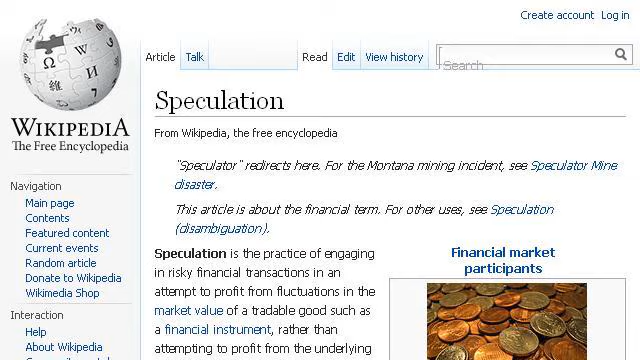 Create account Log in
Article Talk Read Edit View history Search
Speculation
WIKIPEDIA
The Free Encyclopedia
From Wikipedia, the free encyclopedia
"Speculator" redirects here. For the Montana mining incident, see Speculator Mine
disaster.
This article is about the financial term. For other uses, see Speculation
(disambiguation).
Navigation
Main page
Contents
Featured content
Current events
Random article
Donate to Wikipedia
Wikimedia Shop
Interaction
Help
About Wikipedia
Speculation is the practice of engaging
in risky financial transactions in an
attempt to profit from fluctuations in the
market value of a tradable good such as
a financial instrument, rather than
attempting to profit from the underlying
Financial market
participants